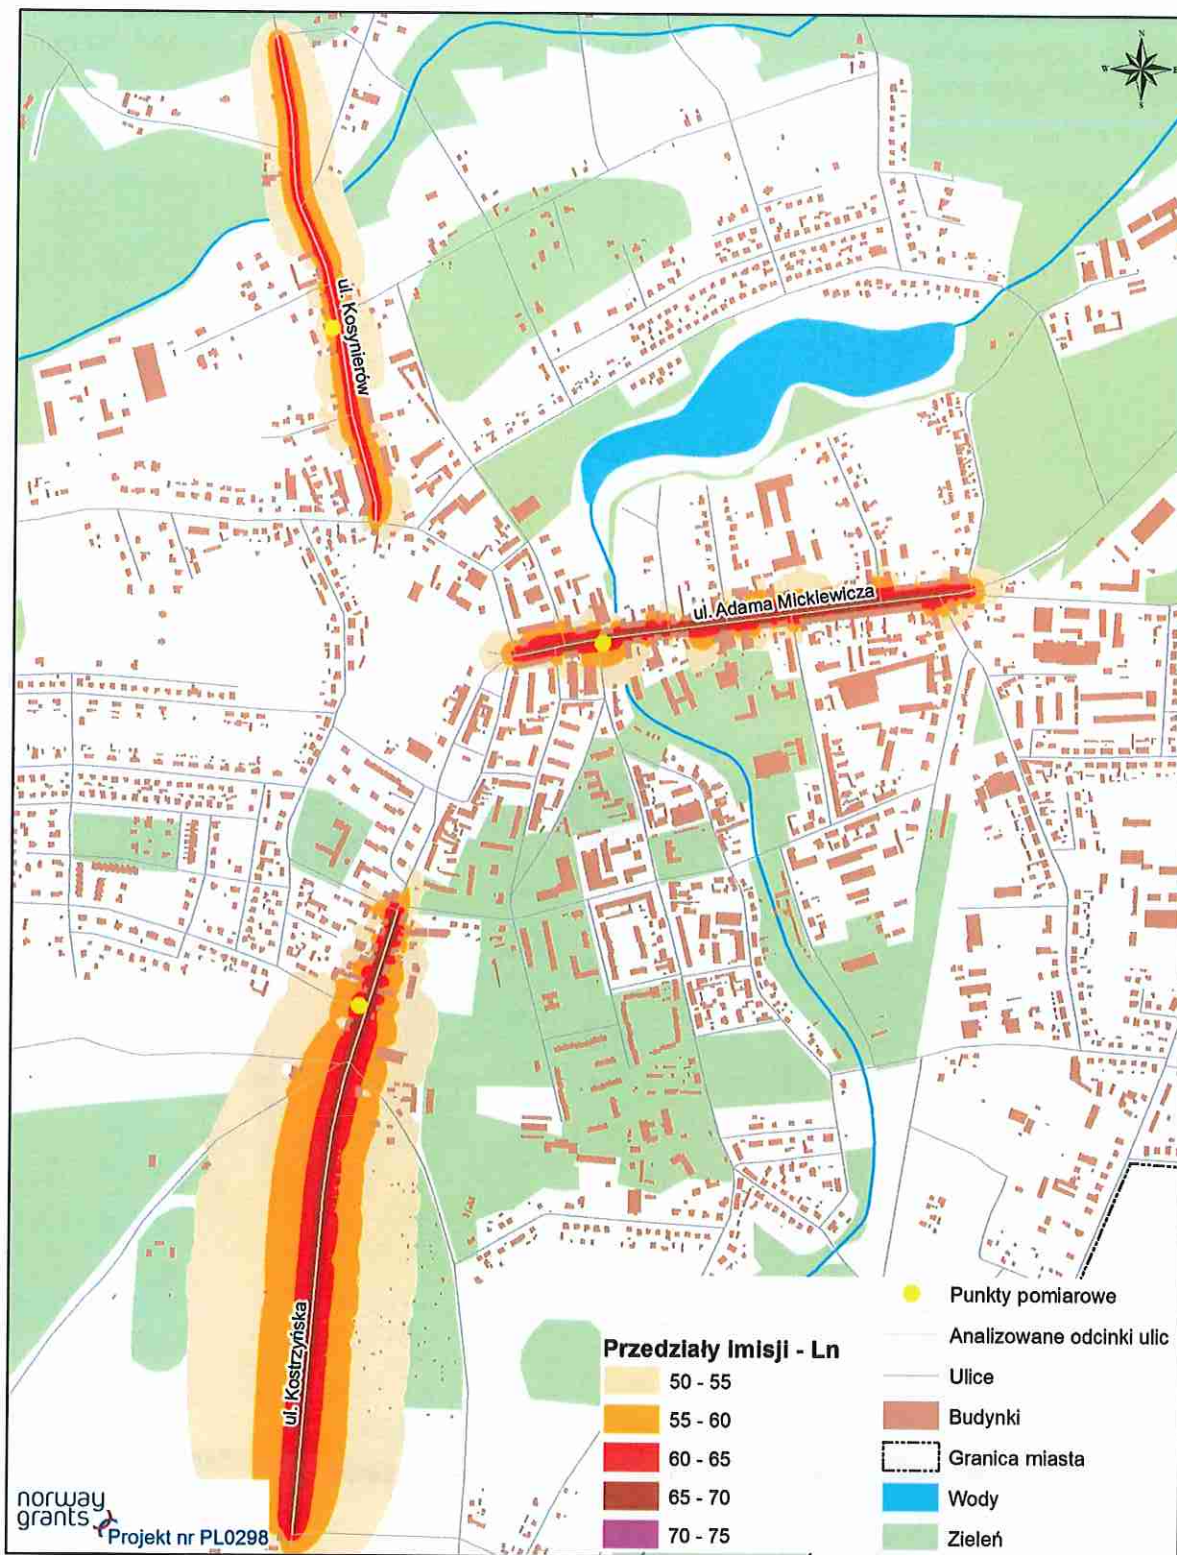 N
W
E
S
ul. Kosynierów
ul. Adama Mickiewicza
ul. Kostrzyńska
Przedziały imisji - Ln
50 - 55
55 - 60
60 - 65
65 - 70
70 - 75
Punkty pomiarowe
Analizowane odcinki ulic
Ulice
Budynki
Granica miasta
Wody
Zieleń
norway
grants
Projekt nr PL0298